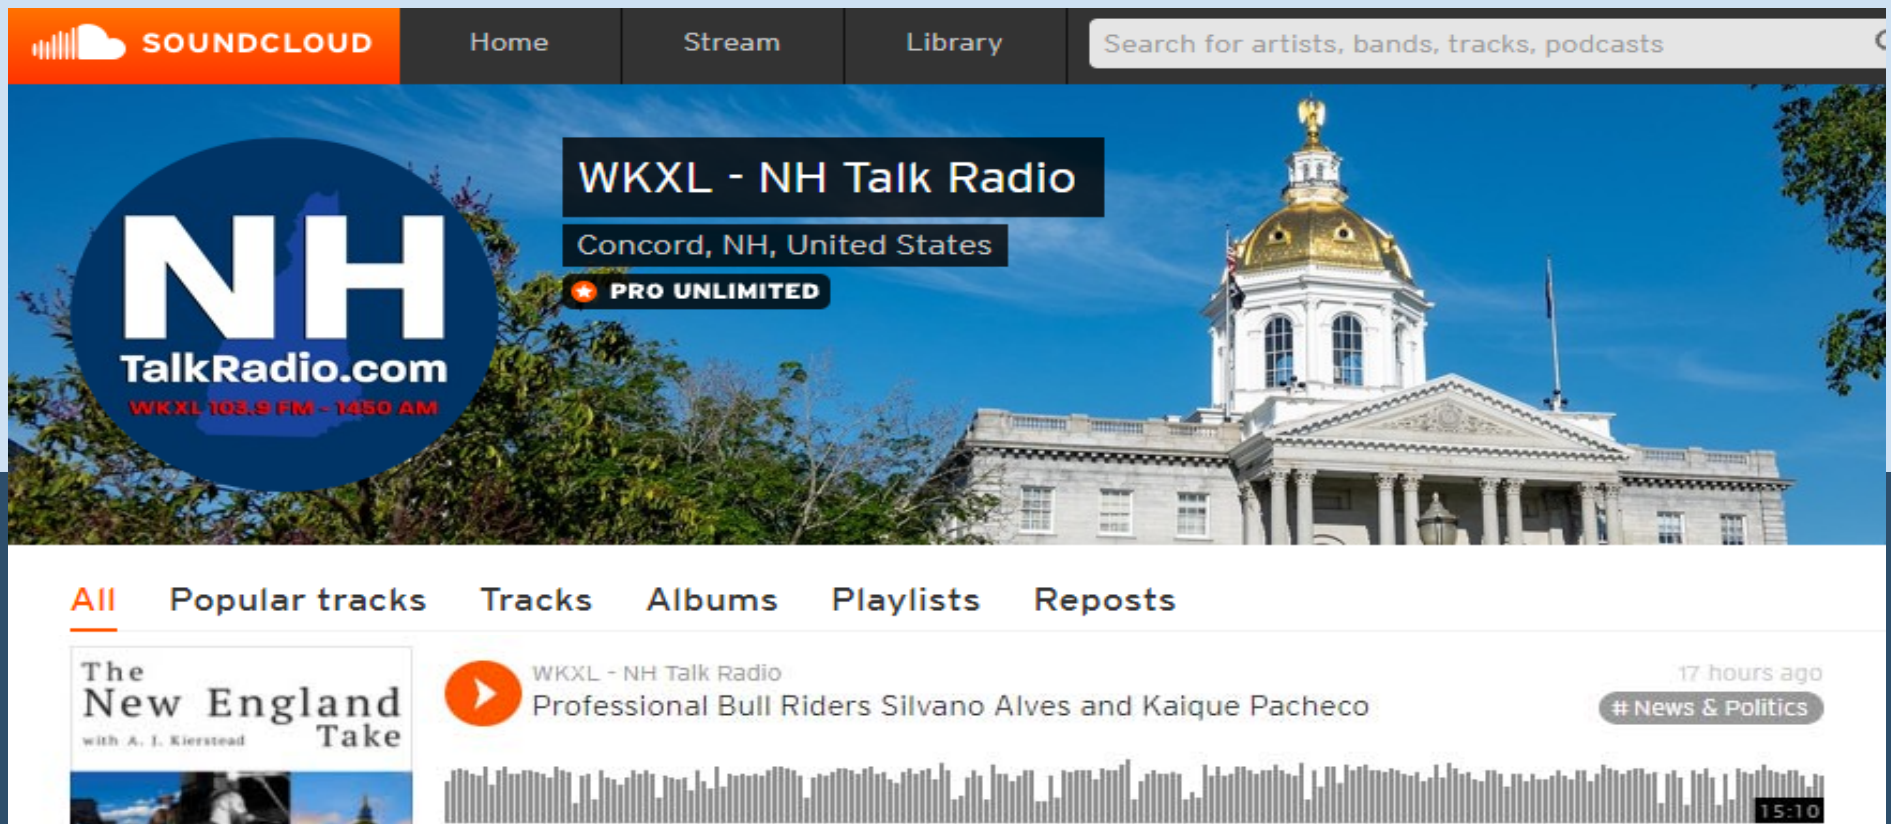 SOUNDCLOUD
Home
Stream
Library
Search for artists, bands, tracks, podcasts
NH
TalkRadio.com
WKXL 103.9 FM - 1450 AM
WKXL - NH Talk Radio
Concord, NH, United States
PRO UNLIMITED
All
Popular tracks
Tracks
Albums
Playlists
Reposts
The
New England
with A. J. Kierstead
Take
WKXL - NH Talk Radio
17 hours ago
Professional Bull Riders Silvano Alves and Kaique Pacheco
# News & Politics
15:10